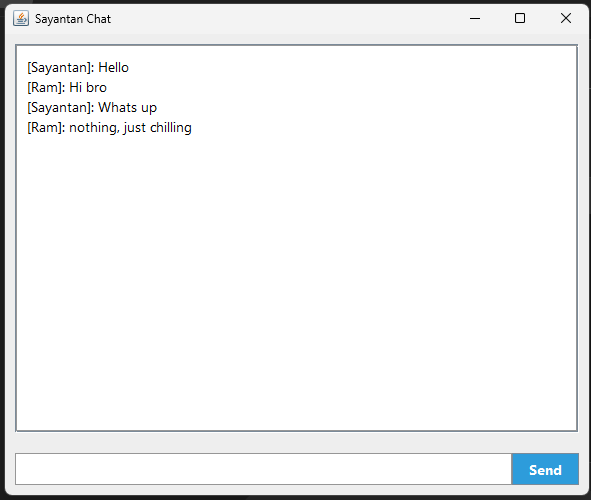 Sayantan Chat
[Sayantan]: Hello
[Ram]: Hi bro
[Sayantan]: Whats up
[Ram]: nothing, just chilling
Send